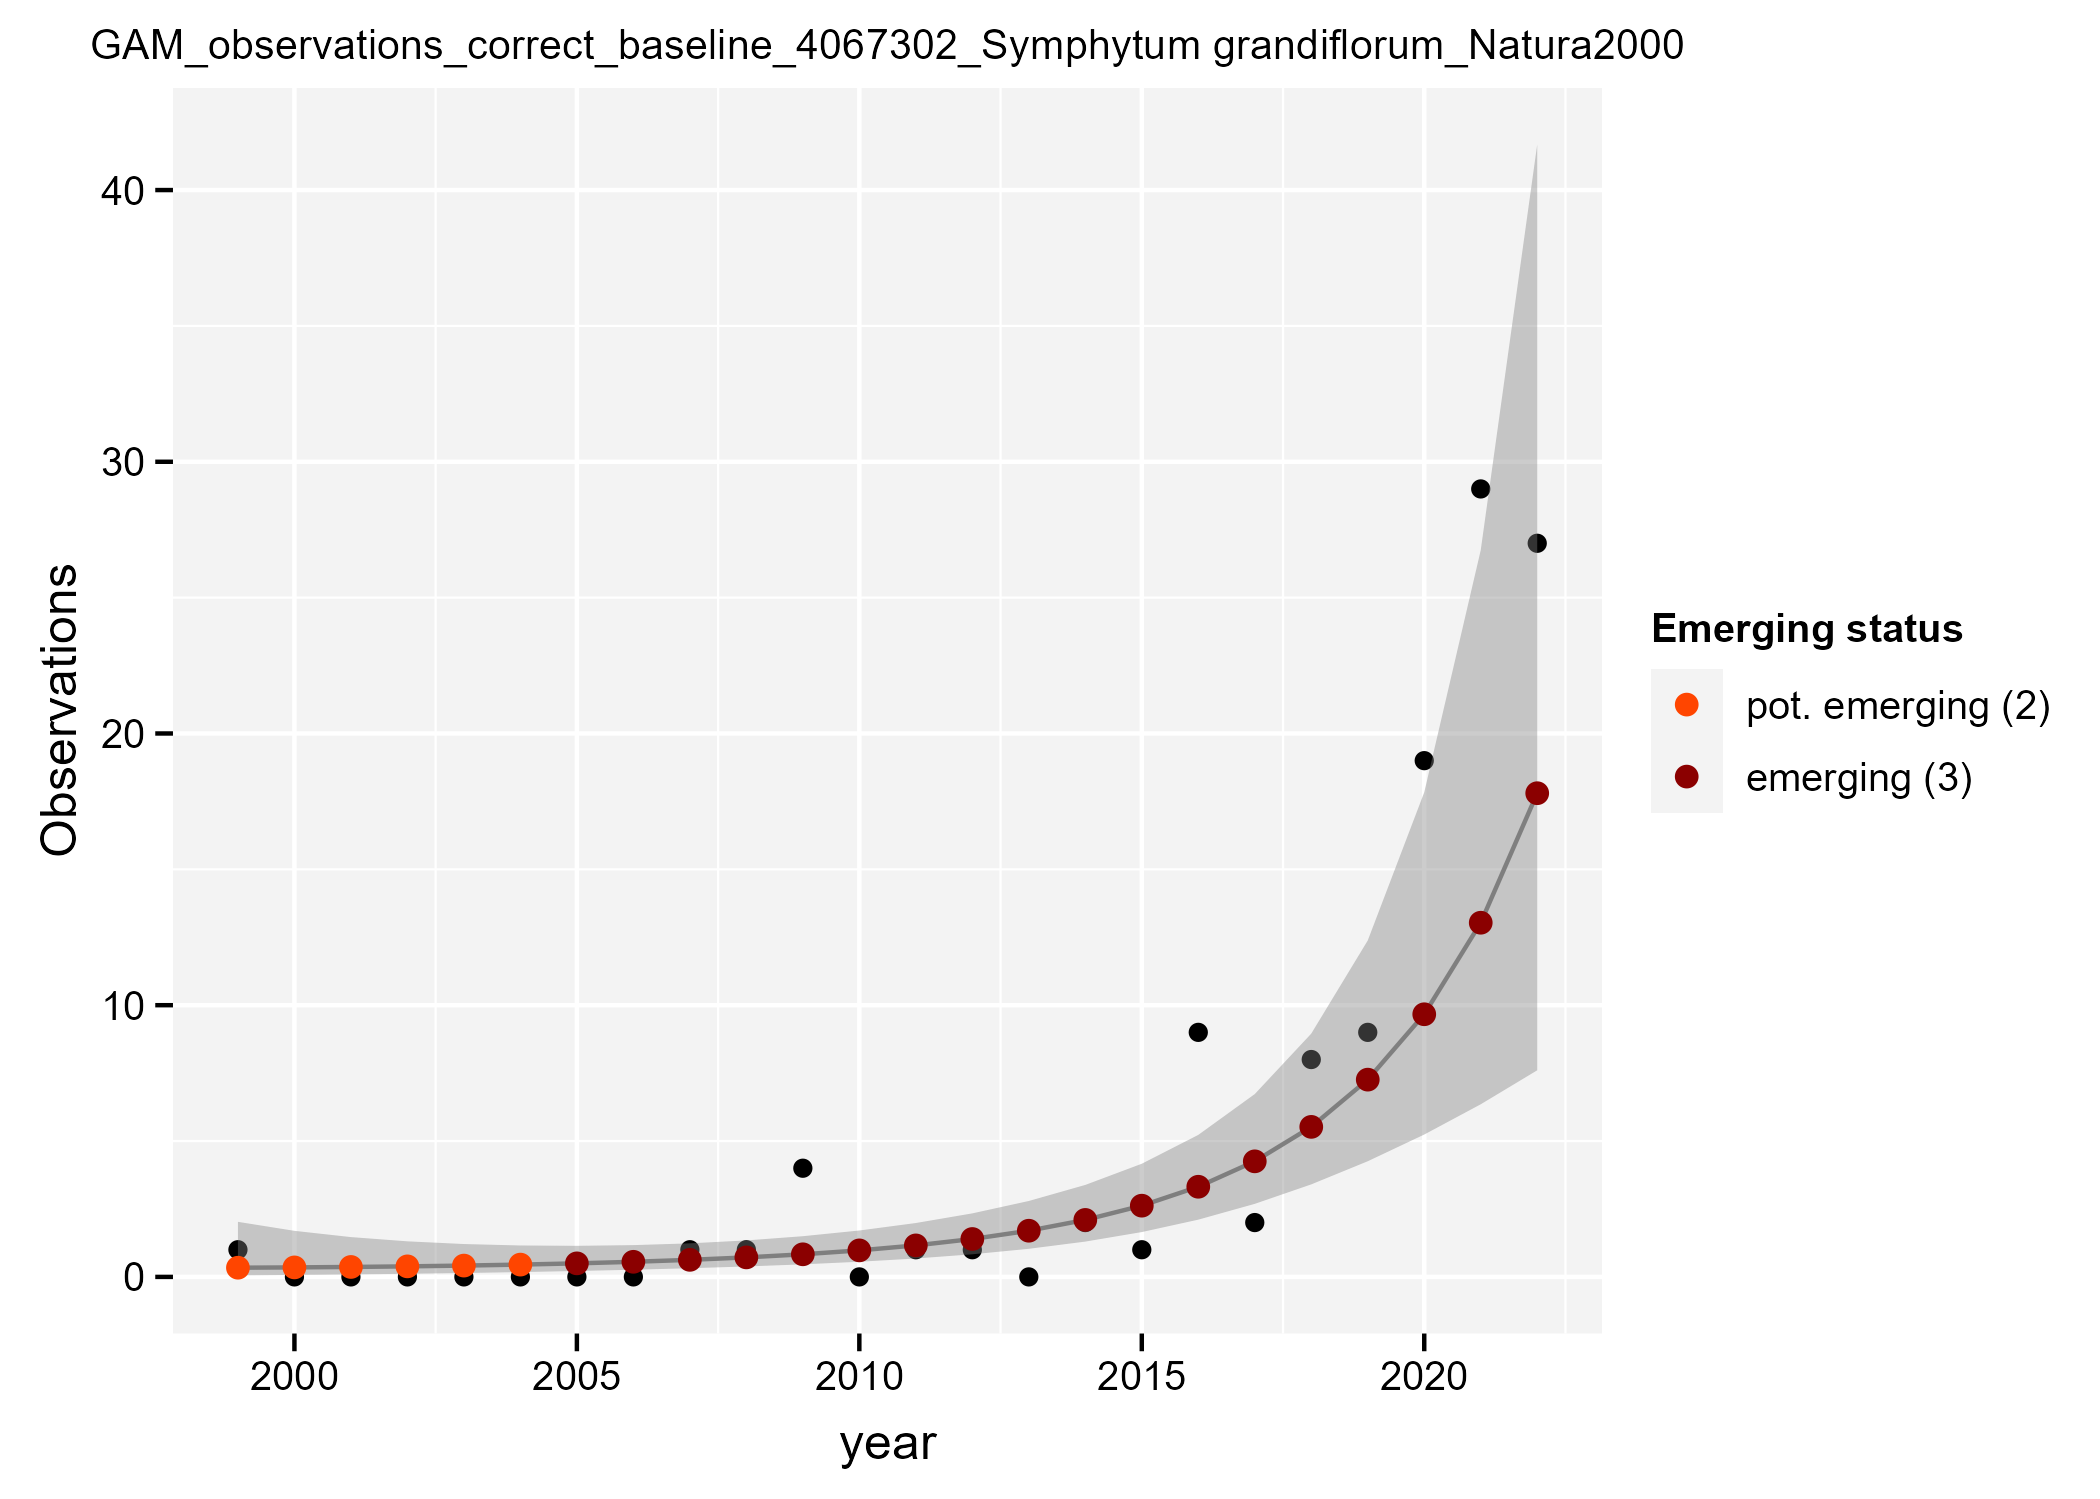 GAM_observations_correct_baseline_4067302_Symphytum grandiflorum_Natura2000
40
30
20
10
0
Observations
2000 2005 2010 2015 2020
year
Emerging status
pot. emerging (2)
emerging (3)